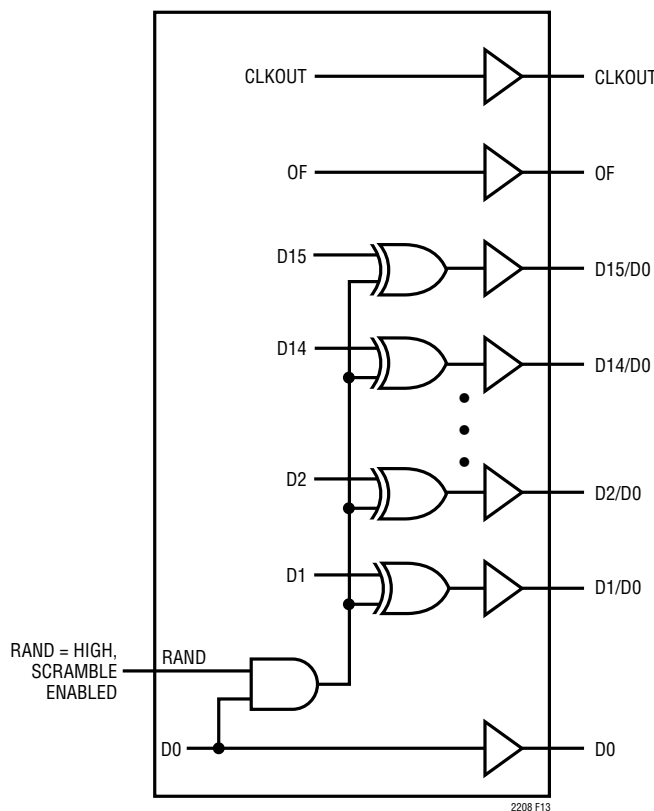 CLKOUT
CLKOUT
OF
OF
D15
D15/D0
D14
D14/D0
D2
D2/D0
D1
D1/D0
RAND = HIGH,
SCRAMBLE
ENABLED
RAND
D0
D0
2208 F13